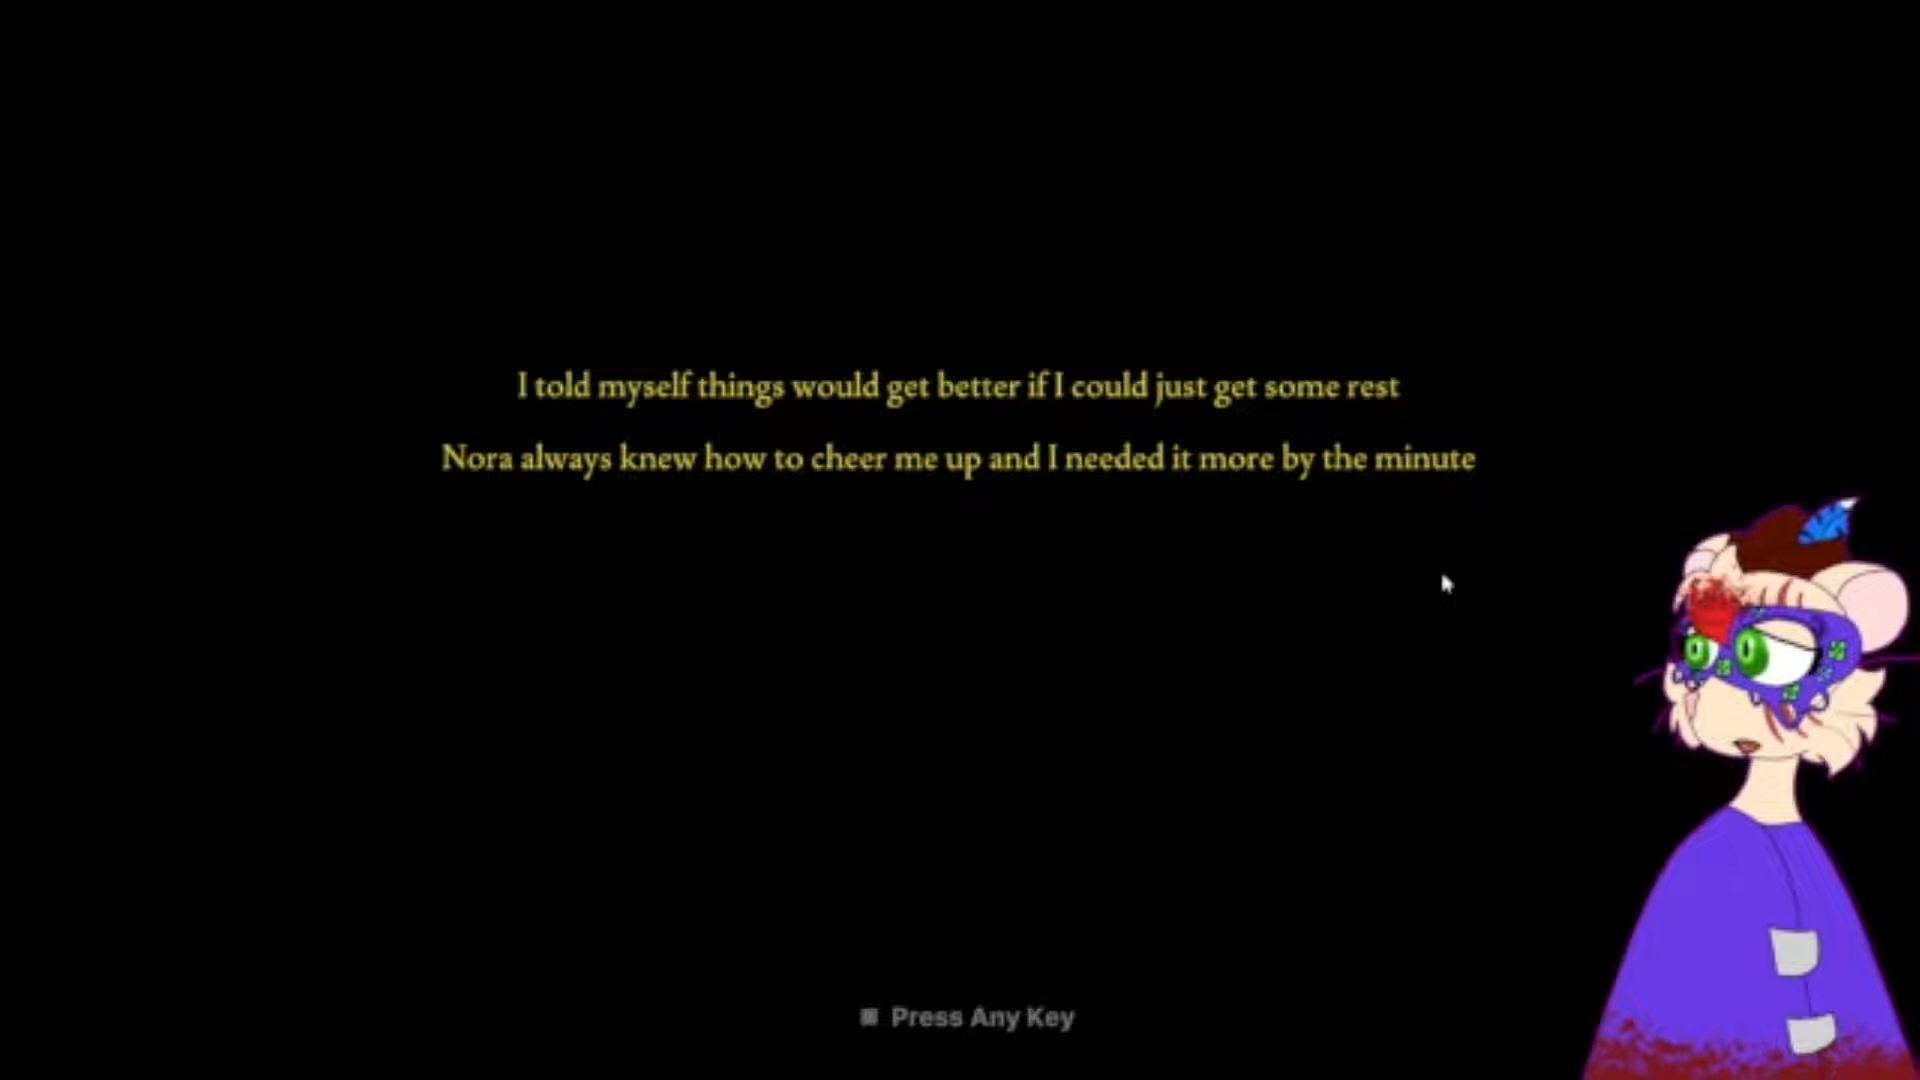 I told myself things would get better if I could just get some rest
Nora always knew how to cheer me up and I needed it more by the minute
Press Any Key